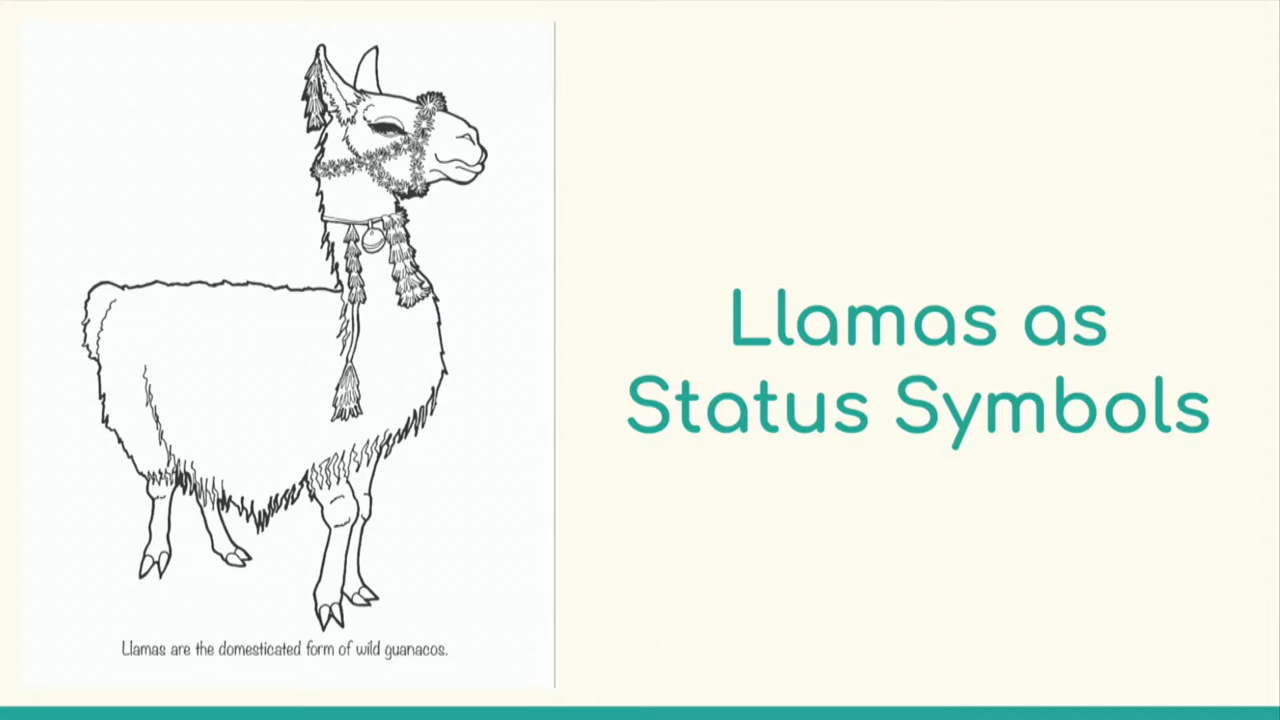 Llamas as
Status Symbols
Llamas are the domesticated form of wild guanacos.